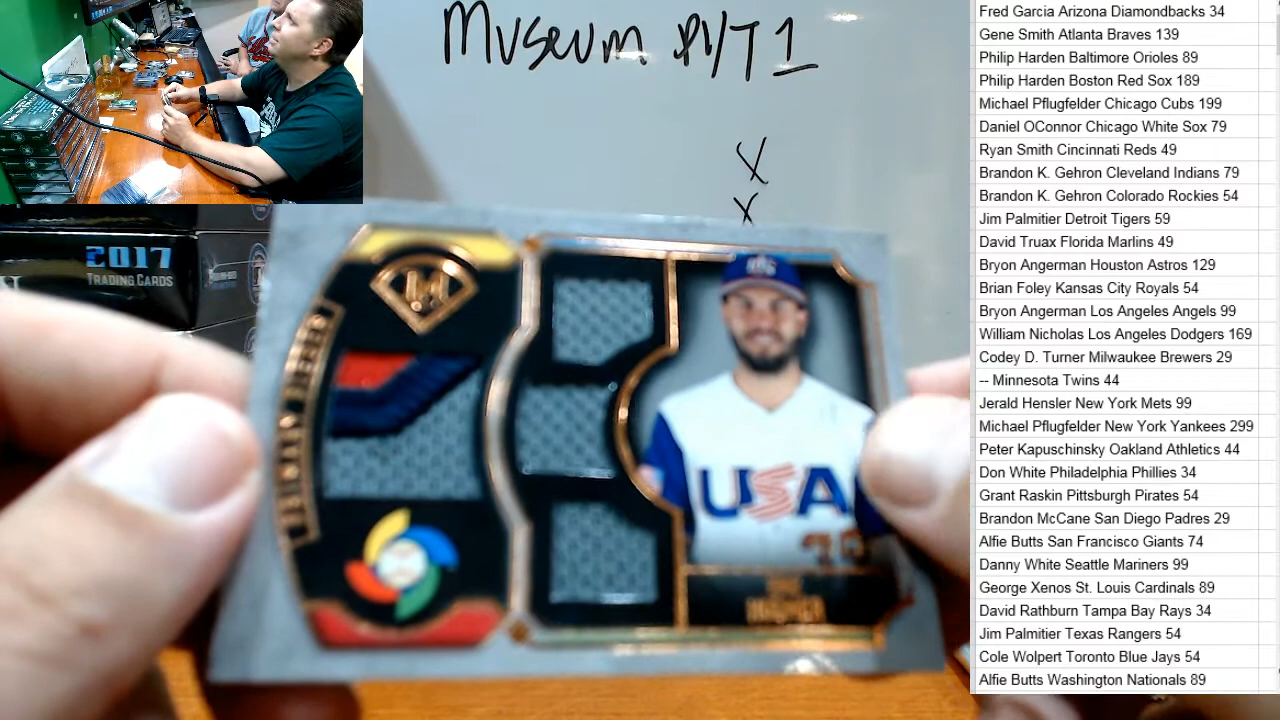 Museum PYT 1
X
X
2017
TRADING CARDS
USA
Fred Garcia Arizona Diamondbacks 34
Gene Smith Atlanta Braves 139
Philip Harden Baltimore Orioles 89
Philip Harden Boston Red Sox 189
Michael Pflugfelder Chicago Cubs 199
Daniel OConnor Chicago White Sox 79
Ryan Smith Cincinnati Reds 49
Brandon K. Gehron Cleveland Indians 79
Brandon K. Gehron Colorado Rockies 54
Jim Palmitier Detroit Tigers 59
David Truax Florida Marlins 49
Bryon Angerman Houston Astros 129
Brian Foley Kansas City Royals 54
Bryon Angerman Los Angeles Angels 99
William Nicholas Los Angeles Dodgers 169
Codey D. Turner Milwaukee Brewers 29
-- Minnesota Twins 44
Jerald Hensler New York Mets 99
Michael Pflugfelder New York Yankees 299
Peter Kapuschinsky Oakland Athletics 44
Don White Philadelphia Phillies 34
Grant Raskin Pittsburgh Pirates 54
Brandon McCane San Diego Padres 29
Alfie Butts San Francisco Giants 74
Danny White Seattle Mariners 99
George Xenos St. Louis Cardinals 89
David Rathburn Tampa Bay Rays 34
Jim Palmitier Texas Rangers 54
Cole Wolpert Toronto Blue Jays 54
Alfie Butts Washington Nationals 89